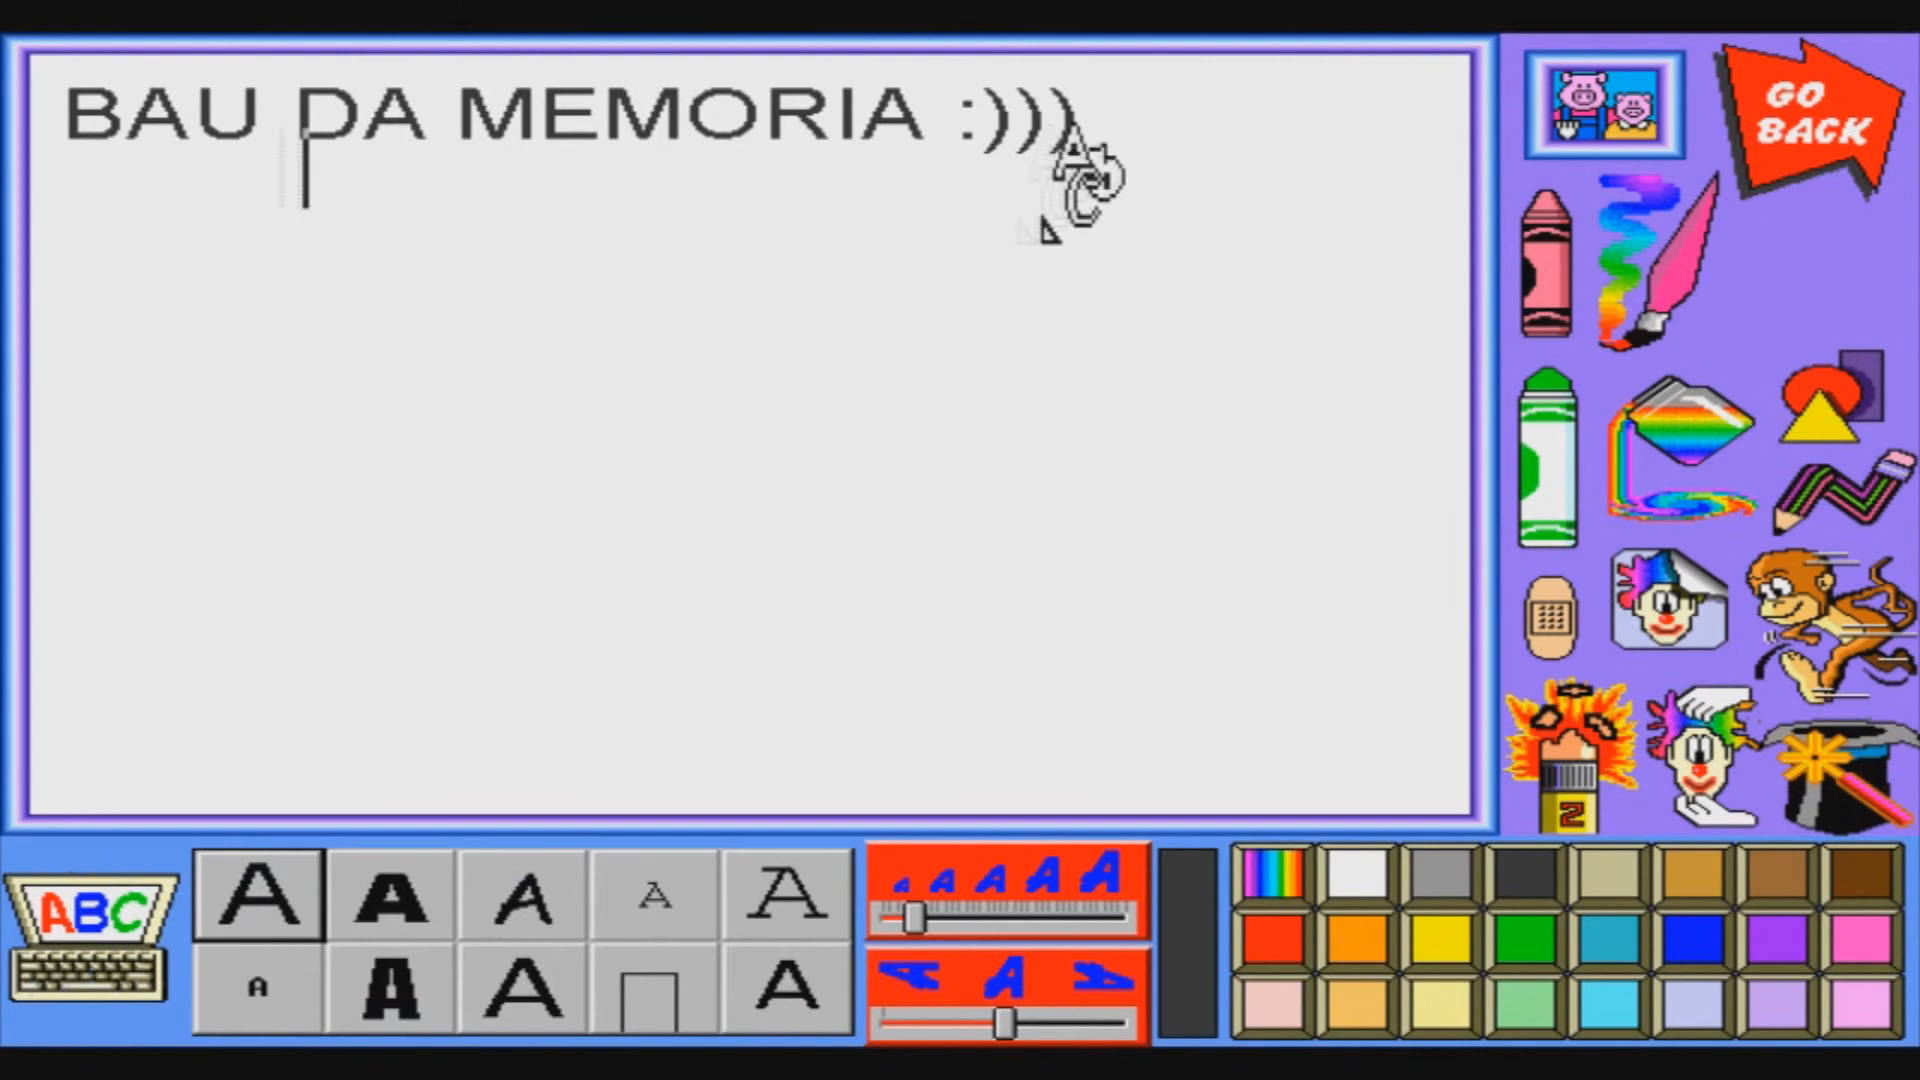 BAU DA MEMORIA :)))
GO
BACK
ABC
A A A A A
A A A A
A A A A A
A A A
Z